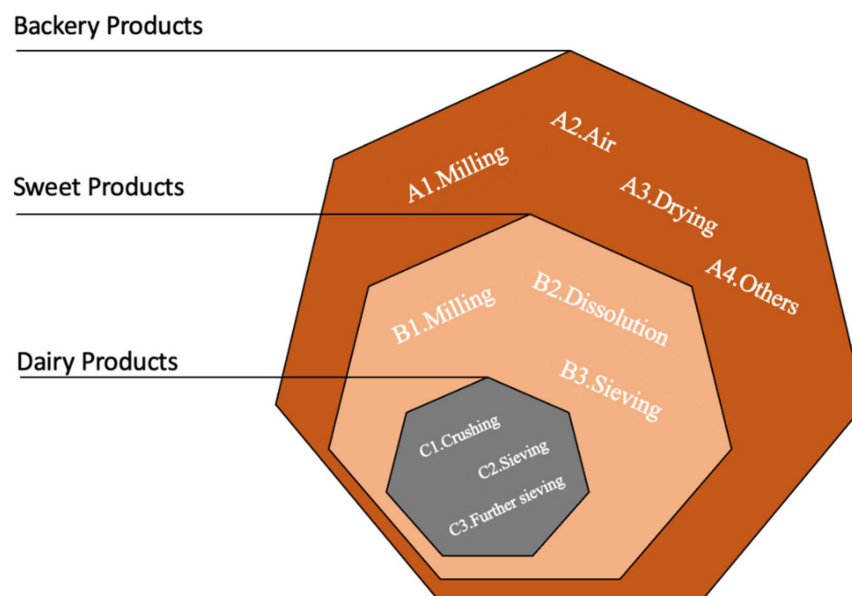 Backery Products
A2.Air
A1.Milling
A3.Drying
Sweet Products
A4.Others
B2.Dissolution
B1.Milling
Dairy Products
B3.Sieving
C1.Crushing
C2.Sieving
C3.Further sieving